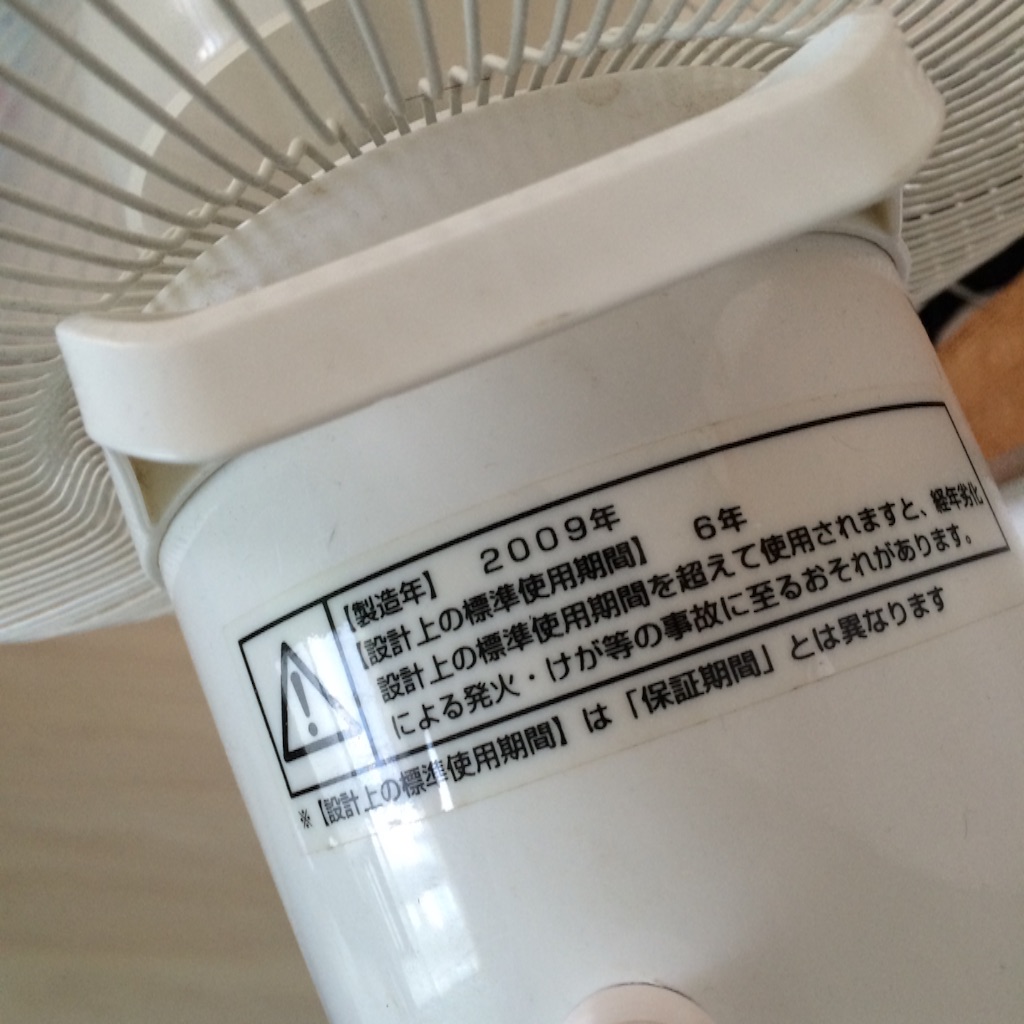 【製造年】 2009年
【設計上の標準使用期間】 6年
設計上の標準使用期間を超えて使用されますと、経年劣化
による発火・けが等の事故に至るおそれがあります。
※【設計上の標準使用期間】は「保証期間」とは異なります